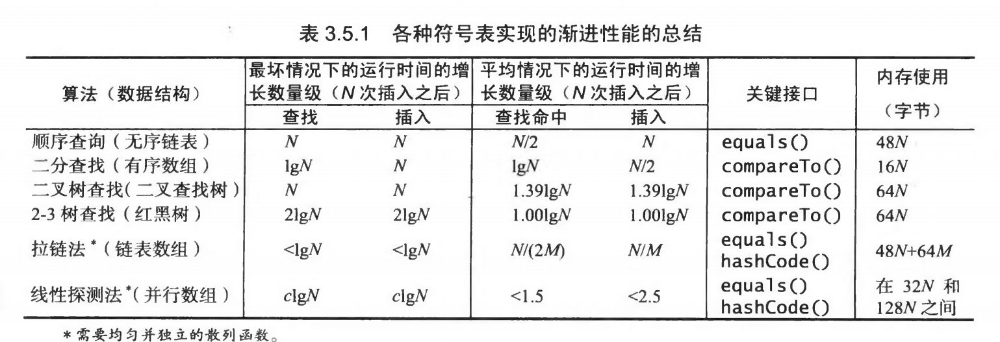 表 3.5.1 各种符号表实现的渐进性能的总结
算法（数据结构） 最坏情况下的运行时间的增长数量级（N 次插入之后） 平均情况下的运行时间的增长数量级（N 次插入之后） 关键接口 内存使用（字节）
查找 插入 查找命中 插入
顺序查询（无序链表） N N N/2 N equals() 48N
二分查找（有序数组） lgN N lgN N/2 compareTo() 16N
二叉树查找（二叉查找树） N N 1.39lgN 1.39lgN compareTo() 64N
2-3 树查找（红黑树） 2lgN 2lgN 1.00lgN 1.00lgN compareTo() 64N
拉链法*（链表数组） <lgN <lgN N/(2M) N/M equals() hashCode() 48N+64M
线性探测法*（并行数组） clgN clgN <1.5 <2.5 equals() hashCode() 在 32N 和 128N 之间
* 需要均匀并独立的散列函数。